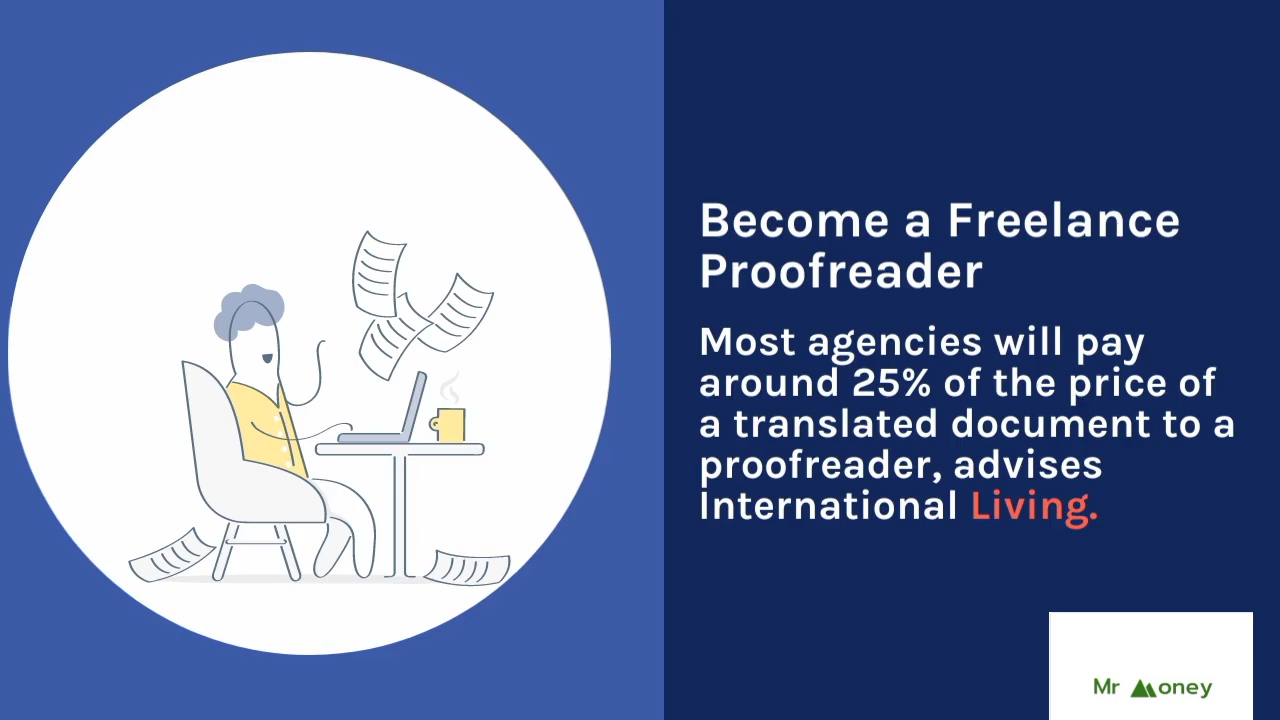 Become a Freelance
Proofreader
Most agencies will pay
around 25% of the price of
a translated document to a
proofreader, advises
International Living.
Mr Money